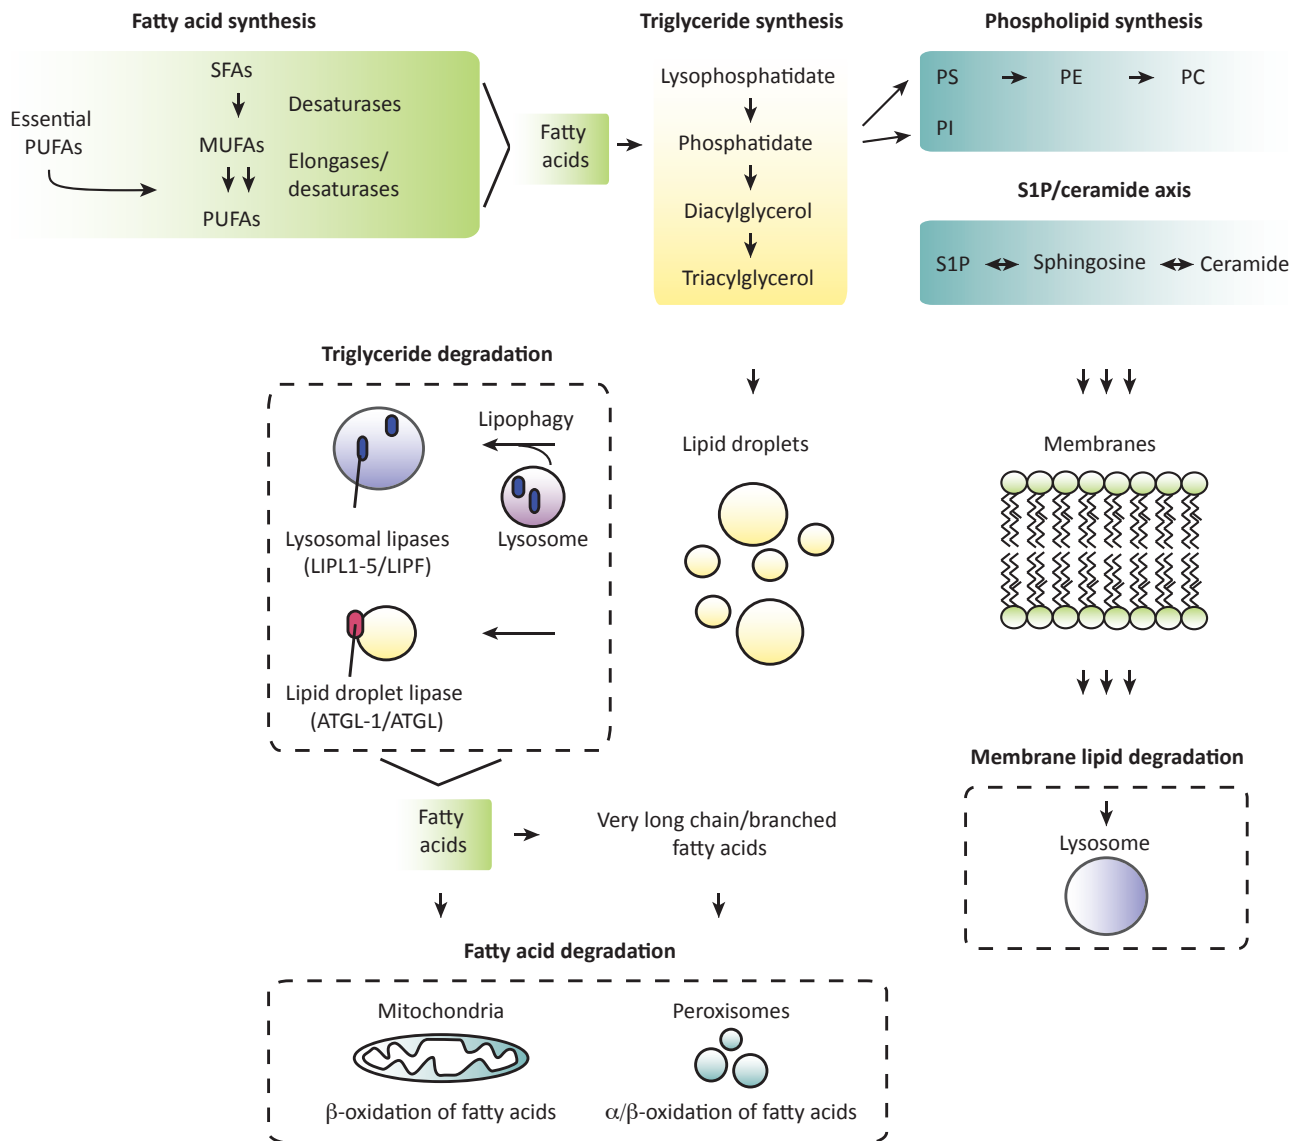 Fatty acid synthesis
SFAs
Desaturases
Essential
PUFAs
MUFAs
Elongases/
desaturases
PUFAs
Fatty
acids
Triglyceride synthesis
Lysophosphatidate
Phosphatidate
Diacylglycerol
Triacylglycerol
Phospholipid synthesis
PS
PE
PC
PI
S1P/ceramide axis
S1P
Sphingosine
Ceramide
Triglyceride degradation
Lipophagy
Lysosomal lipases
(LIPL1-5/LIPF)
Lysosome
Lipid droplet lipase
(ATGL-1/ATGL)
Lipid droplets
Membranes
Membrane lipid degradation
Lysosome
Fatty
acids
Very long chain/branched
fatty acids
Fatty acid degradation
Mitochondria
β-oxidation of fatty acids
Peroxisomes
α/β-oxidation of fatty acids